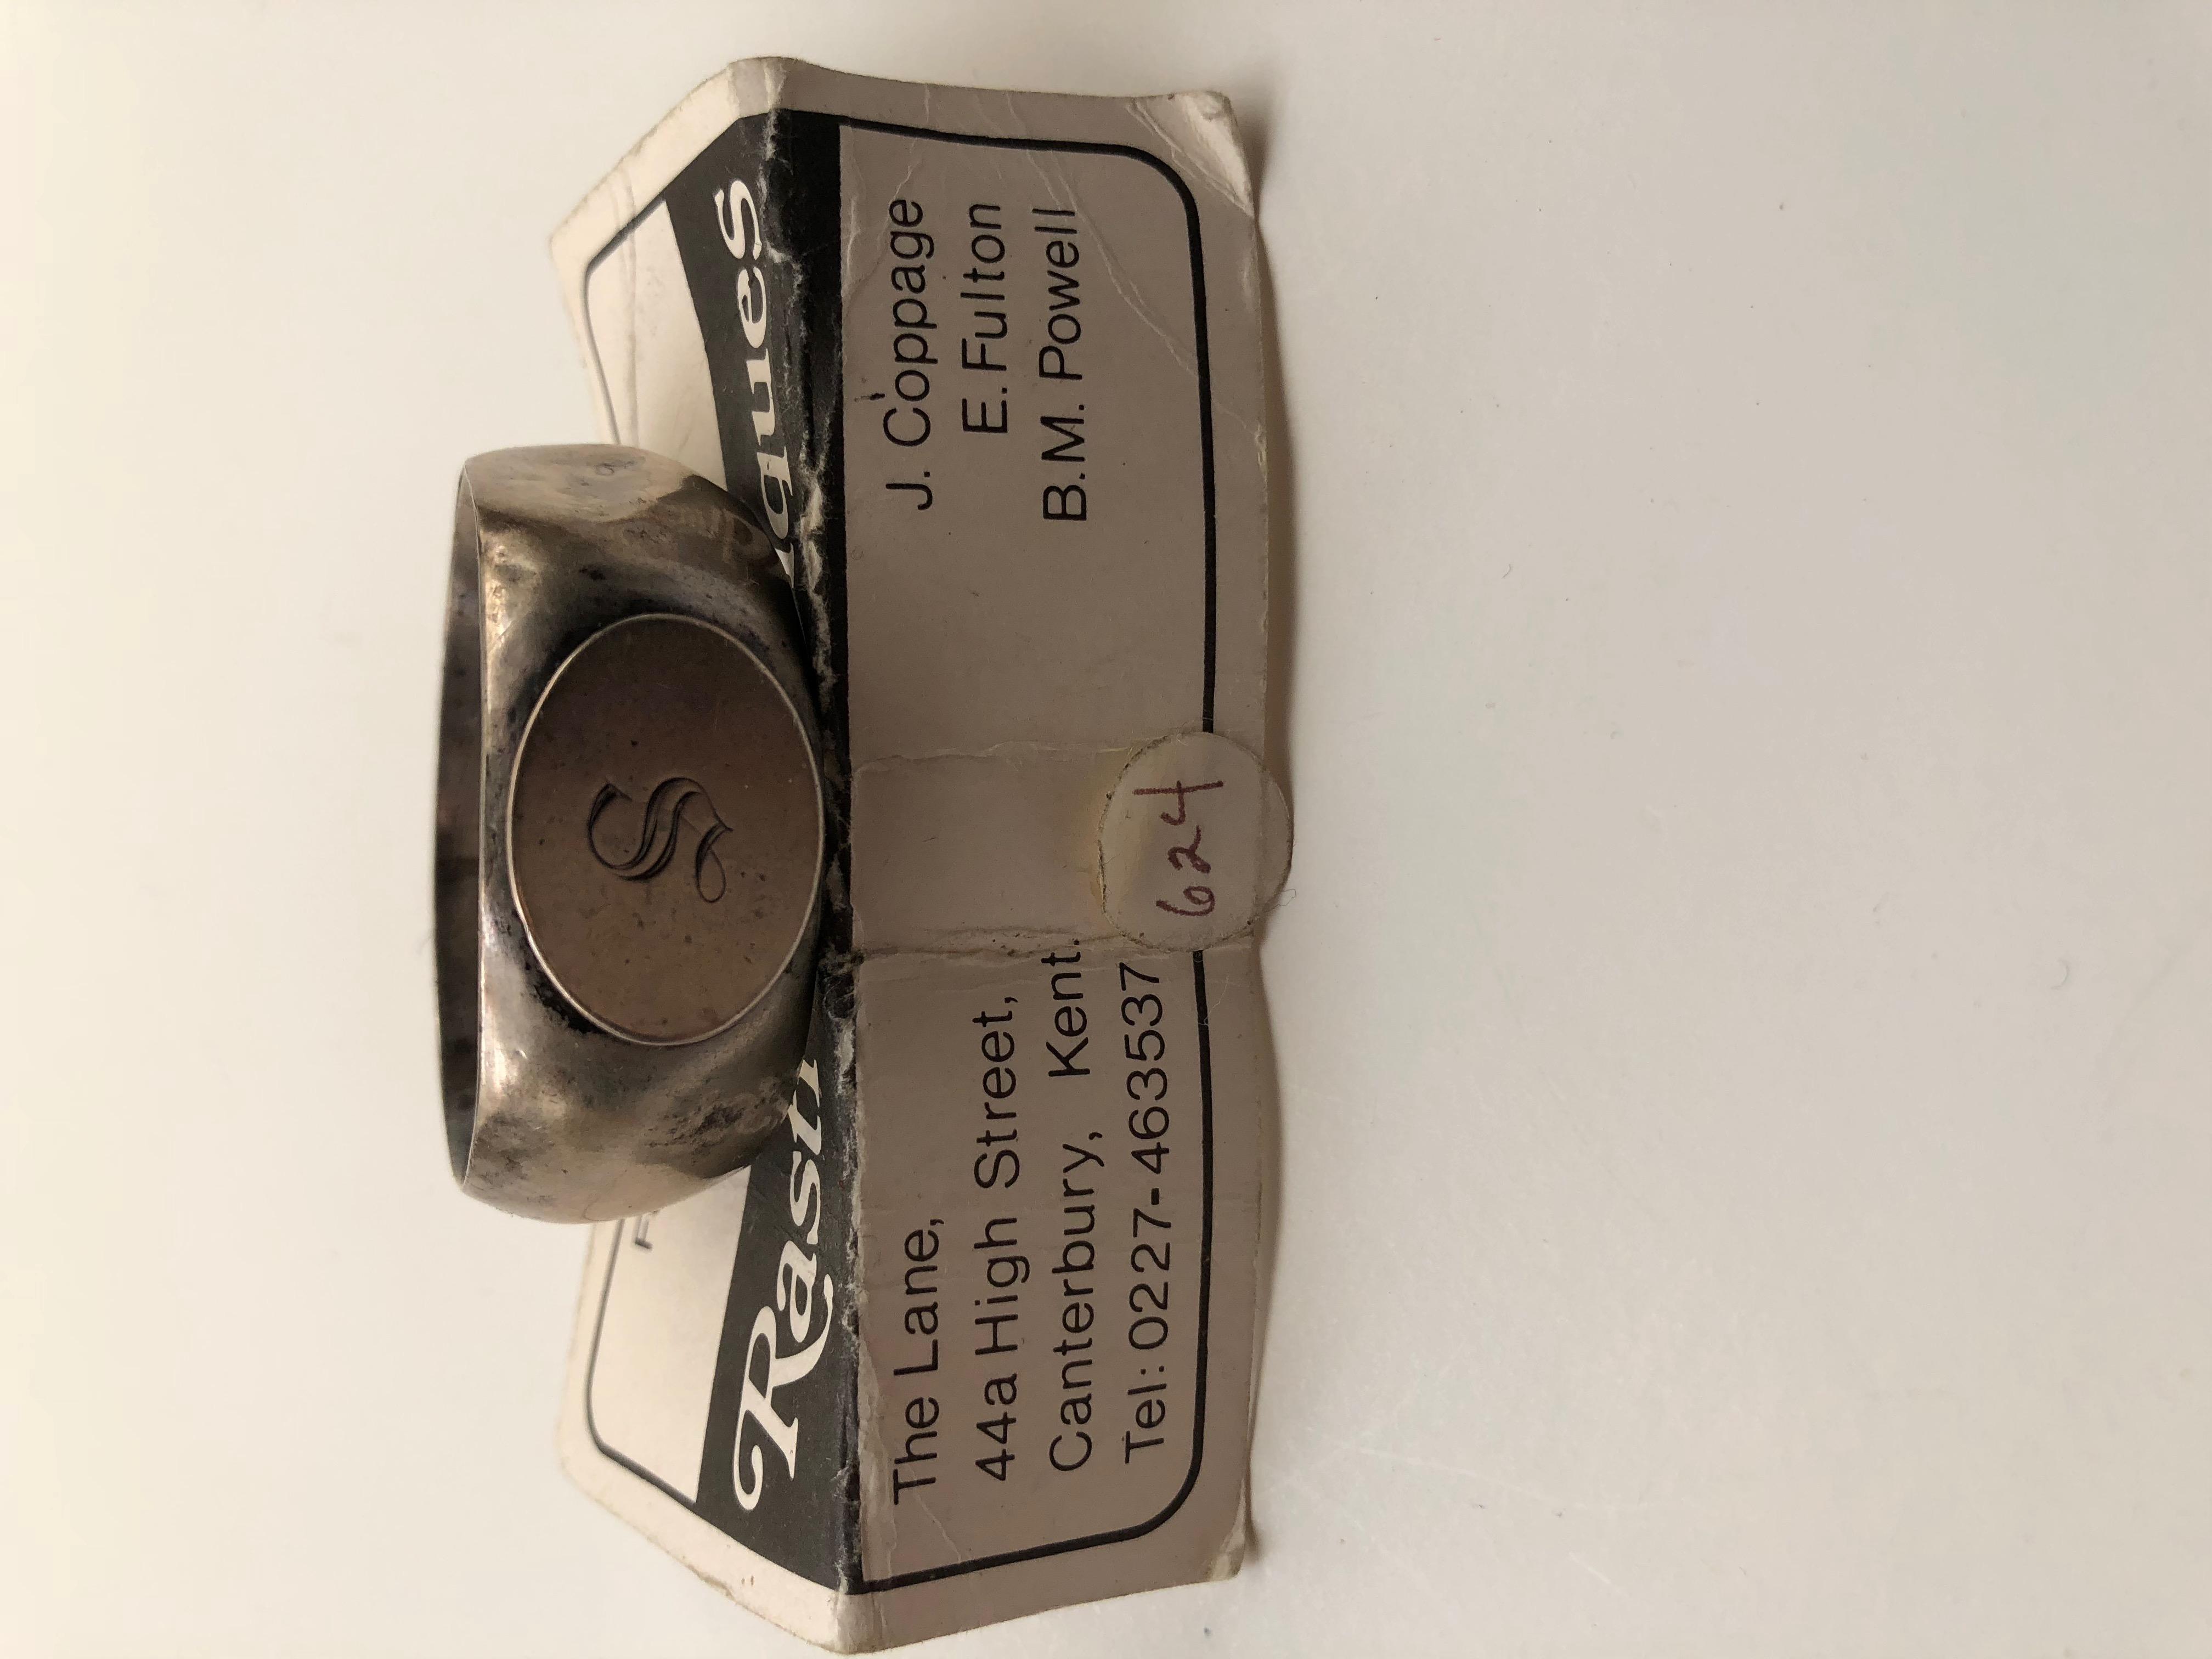 S
The Lane,
44a High Street,
Canterbury, Kent.
Tel: 0227-463537
J. Coppage
E. Fulton
B.M. Powell
624